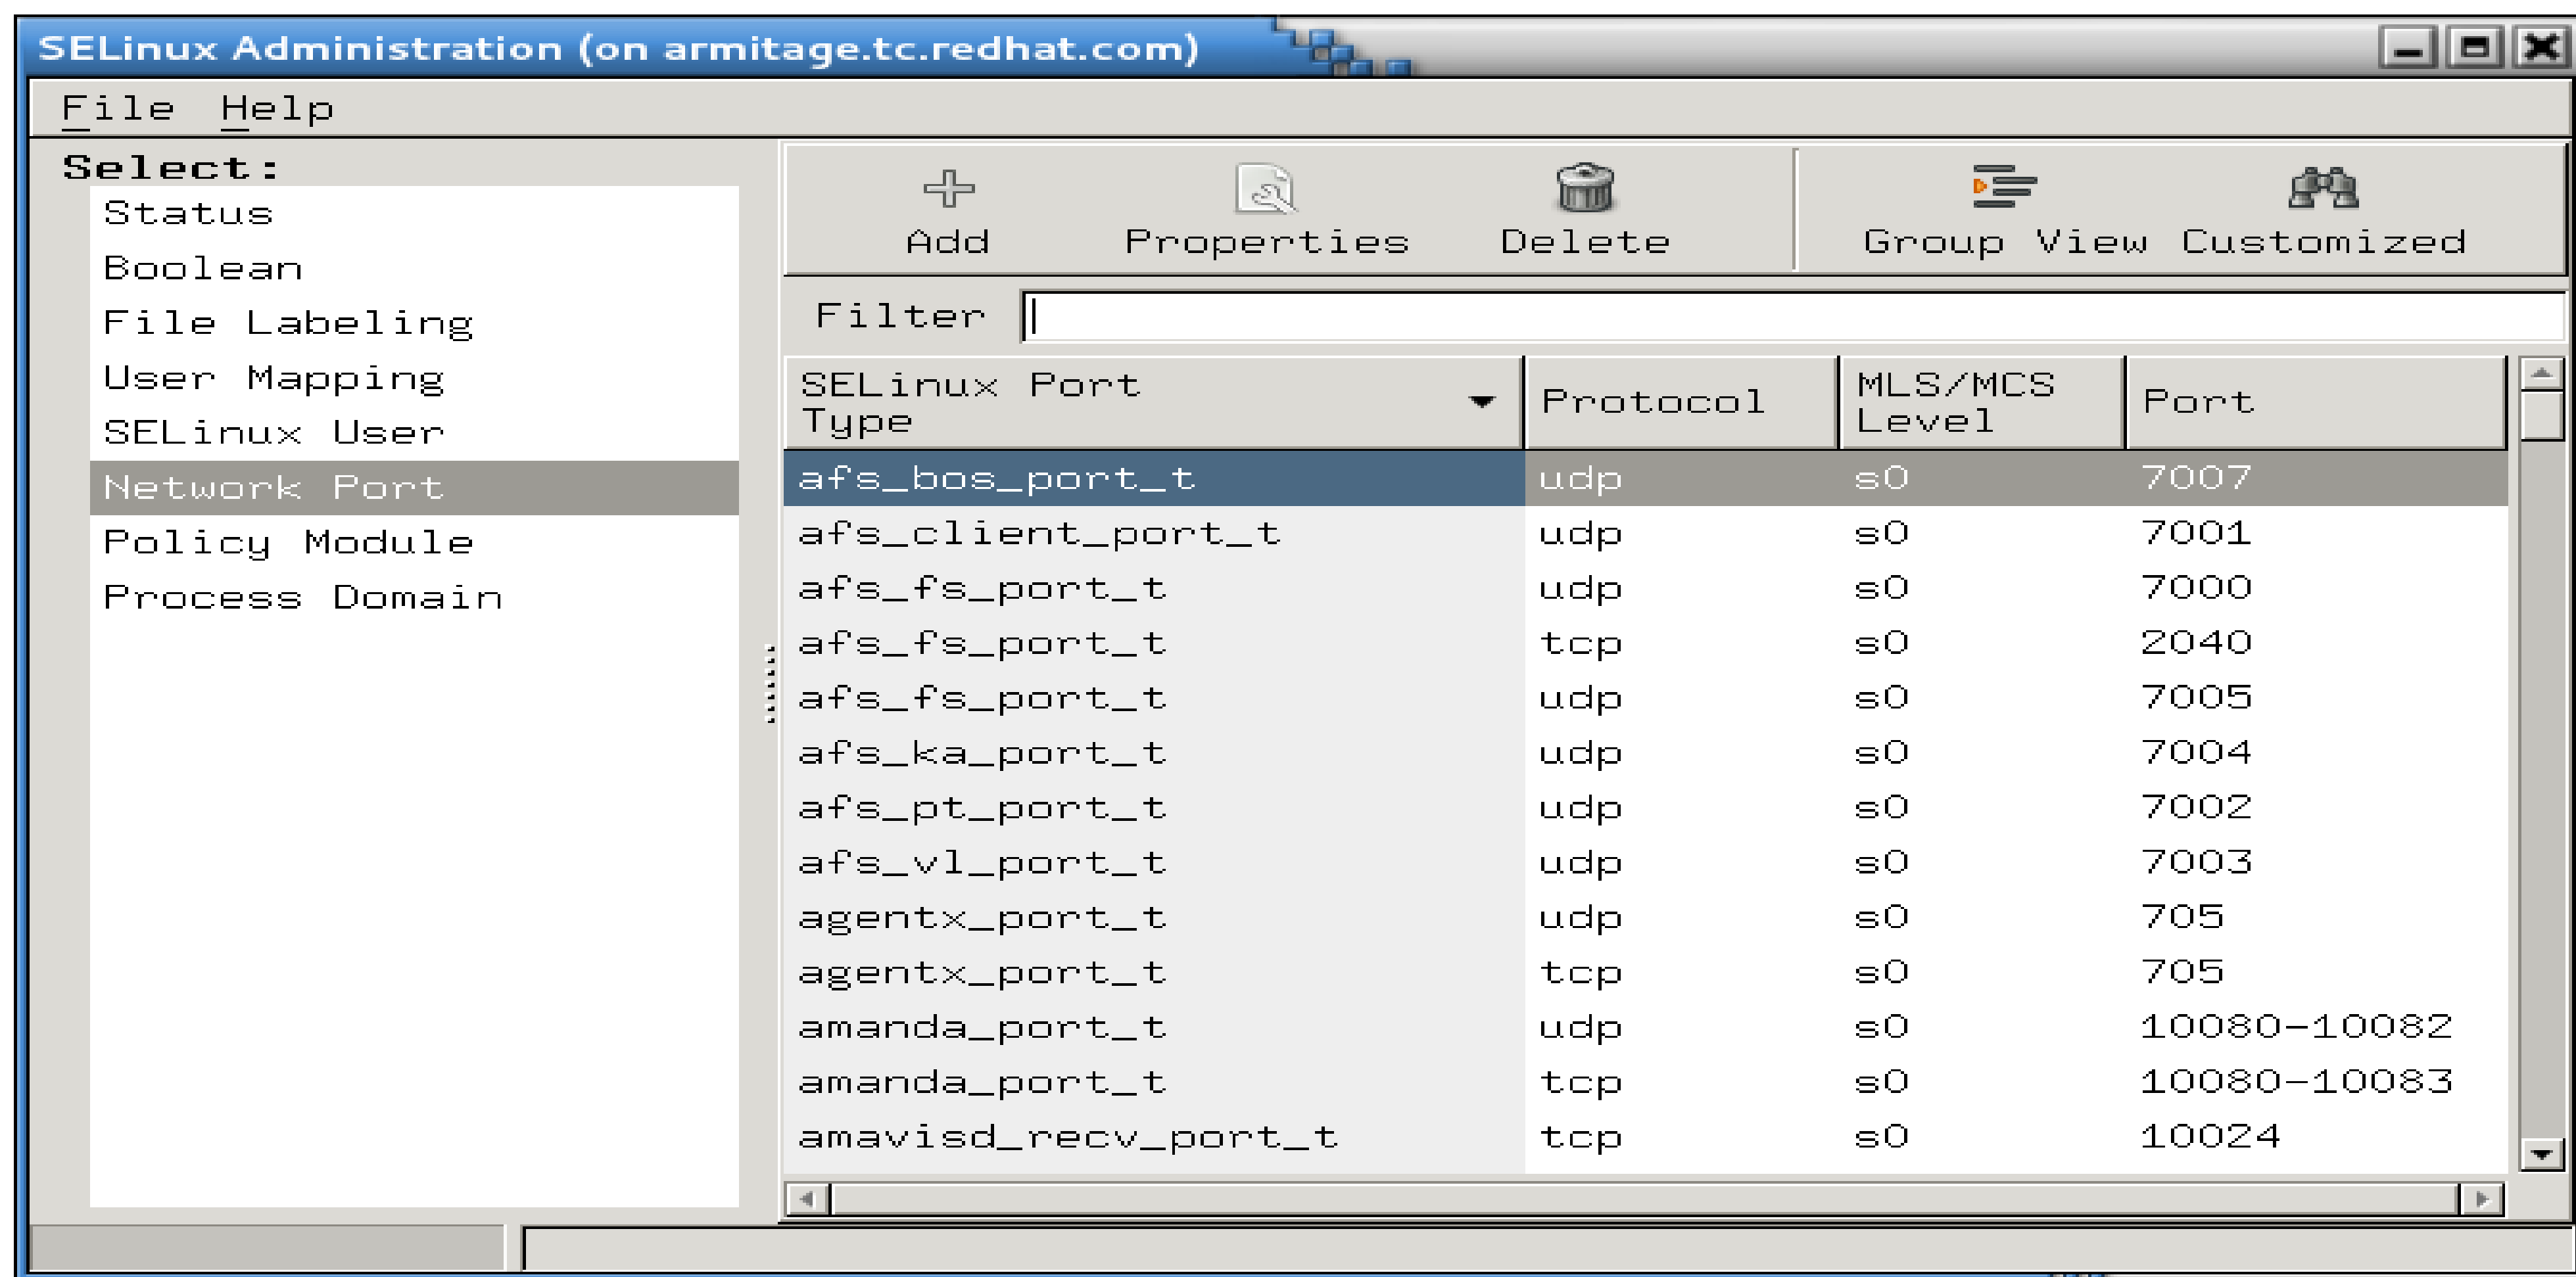 SELinux Administration (on armitage.tc.redhat.com)
File Help
Select:
Status
Boolean
File Labeling
User Mapping
SELinux User
Network Port
Policy Module
Process Domain
Add Properties Delete Group View Customized
Filter
SELinux Port Type Protocol MLS/MCS Level Port
afs_bos_port_t udp s0 7007
afs_client_port_t udp s0 7001
afs_fs_port_t udp s0 7000
afs_fs_port_t tcp s0 2040
afs_fs_port_t udp s0 7005
afs_ka_port_t udp s0 7004
afs_pt_port_t udp s0 7002
afs_vl_port_t udp s0 7003
agentx_port_t udp s0 705
agentx_port_t tcp s0 705
amanda_port_t udp s0 10080-10082
amanda_port_t tcp s0 10080-10083
amavisd_recv_port_t tcp s0 10024